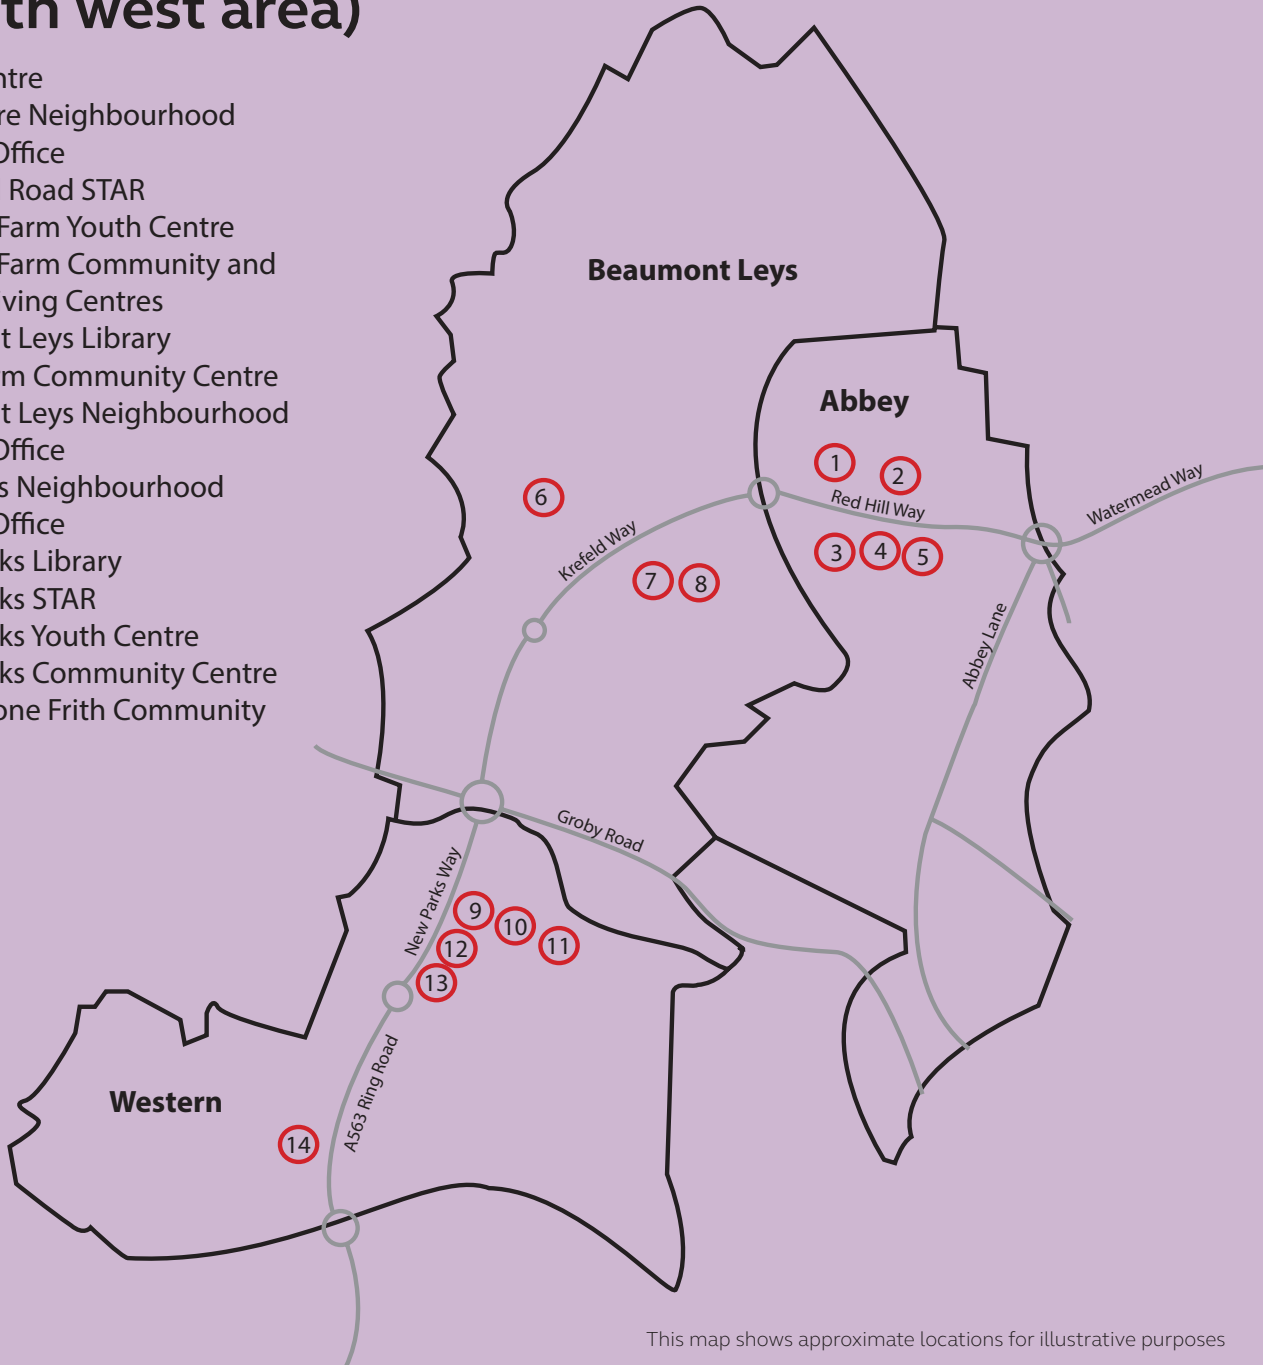 th west area)
ntre
re Neighbourhood
Office
Road STAR
Farm Youth Centre
Farm Community and
iving Centres
t Leys Library
rm Community Centre
t Leys Neighbourhood
Office
s Neighbourhood
Office
ks Library
ks STAR
ks Youth Centre
ks Community Centre
one Frith Community
Beaumont Leys
Abbey
1
2
Red Hill Way
Watermead Way
6
Krefeld Way
3
4
5
7
8
Abbey Lane
Groby Road
New Parks Way
9
10
11
12
13
A563 Ring Road
Western
14
This map shows approximate locations for illustrative purposes